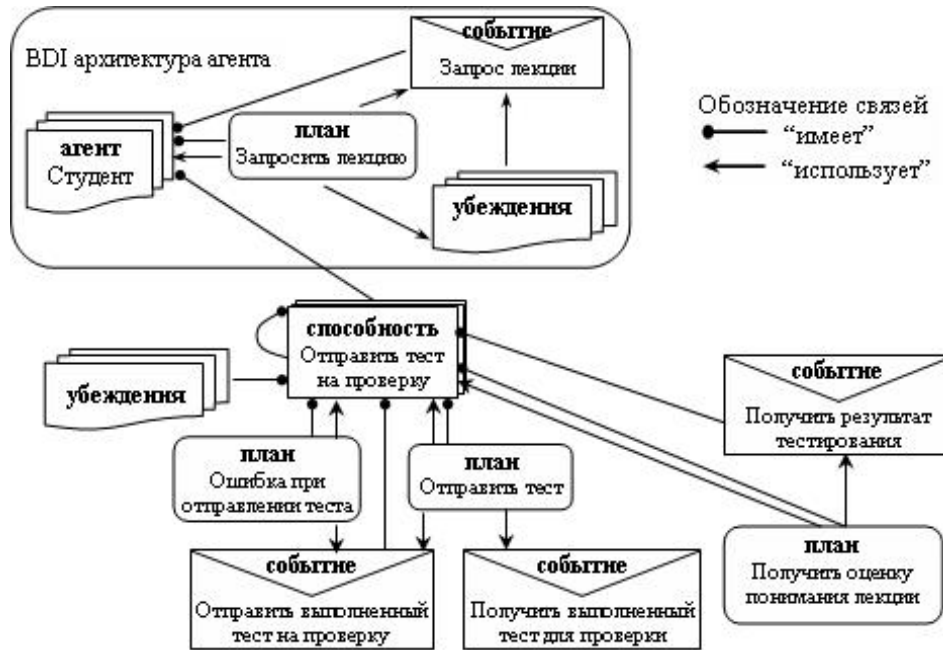 событие
Запрос лекции
BDI архитектура агента
агент
Студент
план
Запросить лекцию
убеждения
Обозначение связей
“имеет”
“использует”
способность
Отправить тест
на проверку
убеждения
событие
Получить результат
тестирования
план
Ошибка при
отправлении теста
план
Отправить тест
событие
Отправить выполненный
тест на проверку
событие
Получить выполненный
тест для проверки
план
Получить оценку
понимания лекции